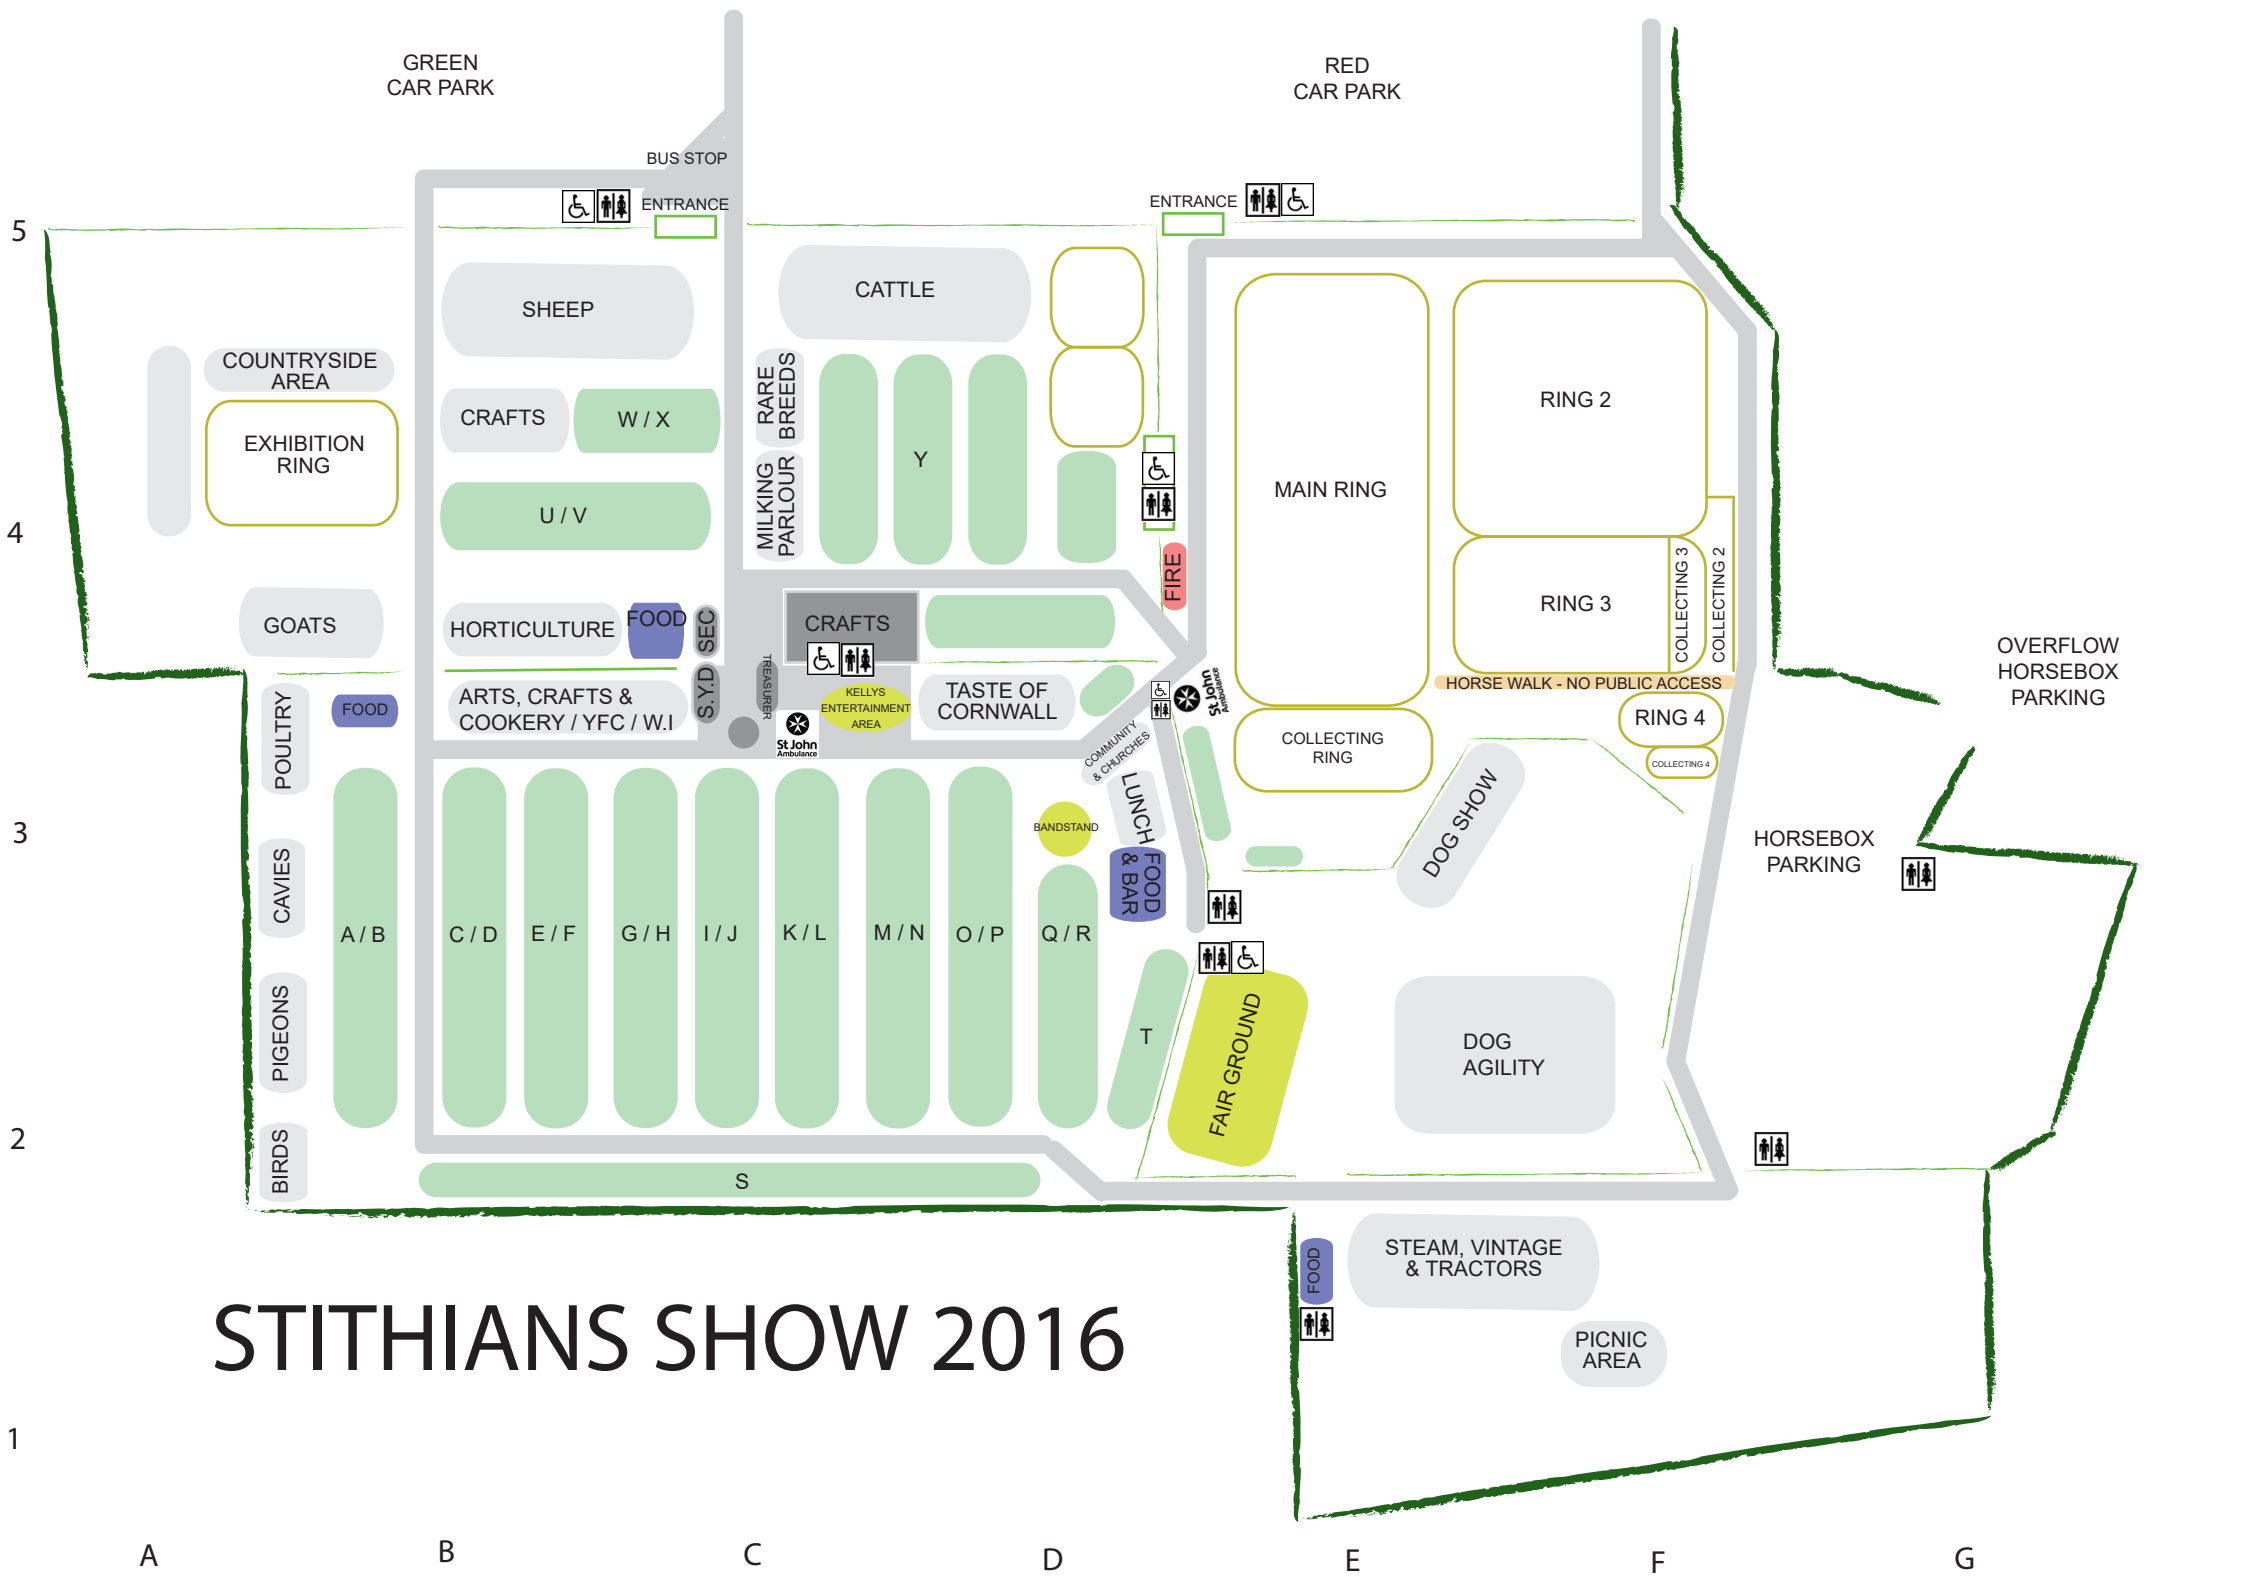 GREEN
CAR PARK
RED
CAR PARK
BUS STOP
ENTRANCE
ENTRANCE
5
SHEEP
CATTLE
COUNTRYSIDE
AREA
RARE
BREEDS
CRAFTS
W / X
RING 2
EXHIBITION
RING
Y
MAIN RING
MILKING
PARLOUR
U / V
4
FIRE
COLLECTING 3
COLLECTING 2
RING 3
GOATS
HORTICULTURE
FOOD
SEC
CRAFTS
OVERFLOW
HORSEBOX
PARKING
HORSE WALK - NO PUBLIC ACCESS
POULTRY
FOOD
ARTS, CRAFTS &
COOKERY / YFC / W.I
S.Y.D
TREASURER
KELLYS
ENTERTAINMENT
AREA
TASTE OF
CORNWALL
St John
Ambulance
St John
Ambulance
RING 4
COLLECTING
RING
COMMUNITY
& CHURCHES
COLLECTING 4
LUNCH
DOG SHOW
3
BANDSTAND
HORSEBOX
PARKING
CAVIES
FOOD
& BAR
A / B
C / D
E / F
G / H
I / J
K / L
M / N
O / P
Q / R
PIGEONS
T
FAIR GROUND
DOG
AGILITY
2
BIRDS
S
FOOD
STEAM, VINTAGE
& TRACTORS
STITHIANS SHOW 2016
PICNIC
AREA
1
A
B
C
D
E
F
G